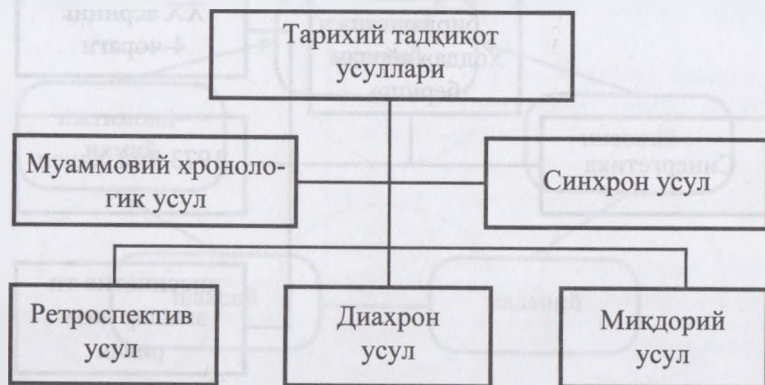 Тарихий тадқиқот
усуллари
Муаммовий хроноло-
гик усул
Синхрон усул
Ретроспектив
усул
Диахрон
усул
Миқдорий
усул